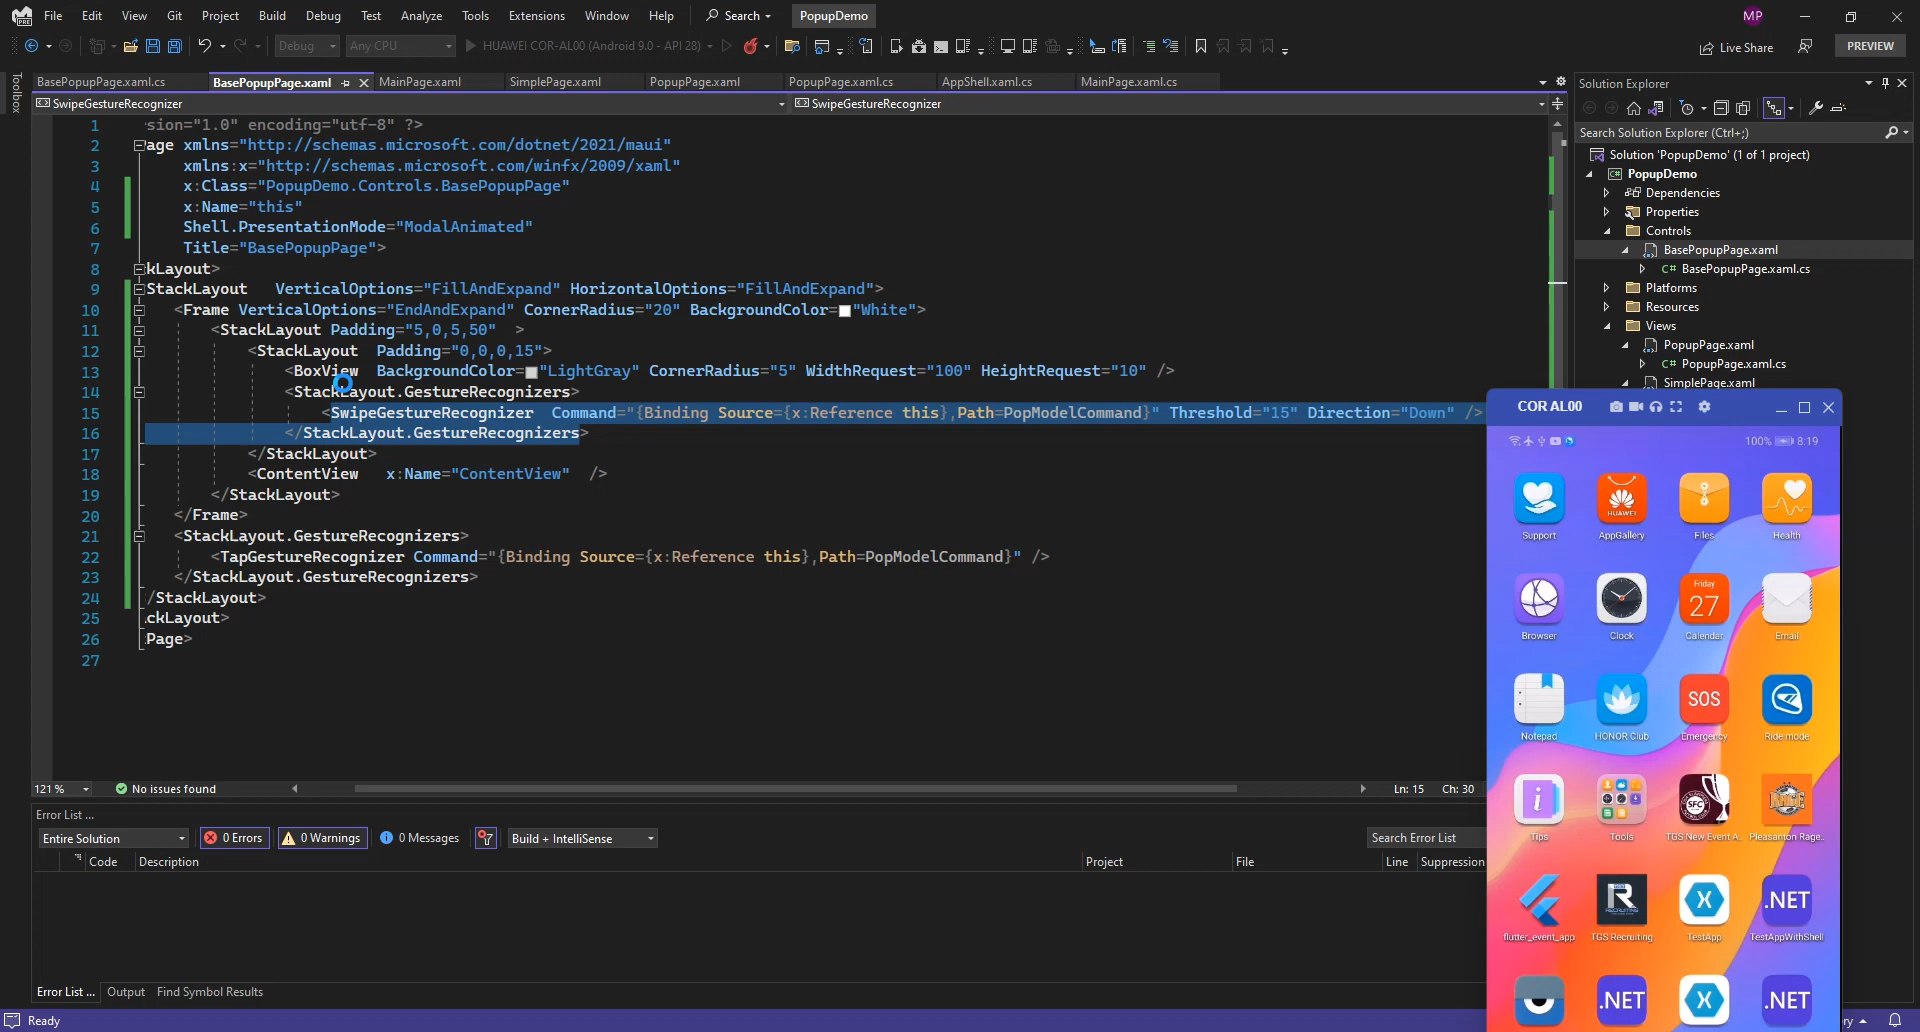 File Edit View Git Project Build Debug Test Analyze Tools Extensions Window Help Search PopupDemo MP
Debug Any CPU HUAWEI COR-AL00 (Android 9.0 - API 28) Live Share PREVIEW
Toolbox
BasePopupPage.xaml.cs BasePopupPage.xaml MainPage.xaml SimplePage.xaml PopupPage.xaml PopupPage.xaml.cs AppShell.xaml.cs MainPage.xaml.cs
SwipeGestureRecognizer SwipeGestureRecognizer
1 sion="1.0" encoding="utf-8" ?>
2 age xmlns="http://schemas.microsoft.com/dotnet/2021/maui"
3 xmlns:x="http://schemas.microsoft.com/winfx/2009/xaml"
4 x:Class="PopupDemo.Controls.BasePopupPage"
5 x:Name="this"
6 Shell.PresentationMode="ModalAnimated"
7 Title="BasePopupPage">
8 kLayout>
9 StackLayout VerticalOptions="FillAndExpand" HorizontalOptions="FillAndExpand">
10 <Frame VerticalOptions="EndAndExpand" CornerRadius="20" BackgroundColor="White">
11 <StackLayout Padding="5,0,5,50" >
12 <StackLayout Padding="0,0,0,15">
13 <BoxView BackgroundColor="LightGray" CornerRadius="5" WidthRequest="100" HeightRequest="10" />
14 <StackLayout.GestureRecognizers>
15 <SwipeGestureRecognizer Command="{Binding Source={x:Reference this},Path=PopModelCommand}" Threshold="15" Direction="Down" />
16 </StackLayout.GestureRecognizers>
17 </StackLayout>
18 <ContentView x:Name="ContentView" />
19 </StackLayout>
20 </Frame>
21 <StackLayout.GestureRecognizers>
22 <TapGestureRecognizer Command="{Binding Source={x:Reference this},Path=PopModelCommand}" />
23 </StackLayout.GestureRecognizers>
24 /StackLayout>
25 ckLayout>
26 Page>
27
121 % No issues found Ln: 15 Ch: 30
Error List ...
Entire Solution 0 Errors 0 Warnings 0 Messages Build + IntelliSense Search Error List
Code Description Project File Line Suppression
Error List ... Output Find Symbol Results
Ready
Solution Explorer
Search Solution Explorer (Ctrl+;)
Solution 'PopupDemo' (1 of 1 project)
C# PopupDemo
Dependencies
Properties
Controls
BasePopupPage.xaml
C# BasePopupPage.xaml.cs
Platforms
Resources
Views
PopupPage.xaml
C# PopupPage.xaml.cs
SimplePage.xaml
COR AL00
100% 8:19
HUAWEI
Support AppGallery Files Health
Friday
27
Browser Clock Calendar Email
SOS
Notepad HONOR Club Emergency Ride mode
i SFC RAGE
Tips Tools TGS New Event A.. Pleasanton Rage..
R RECRUITING X .NET
flutter_event_app TGS Recruiting TestApp TestAppWithShell
.NET X .NET
ry